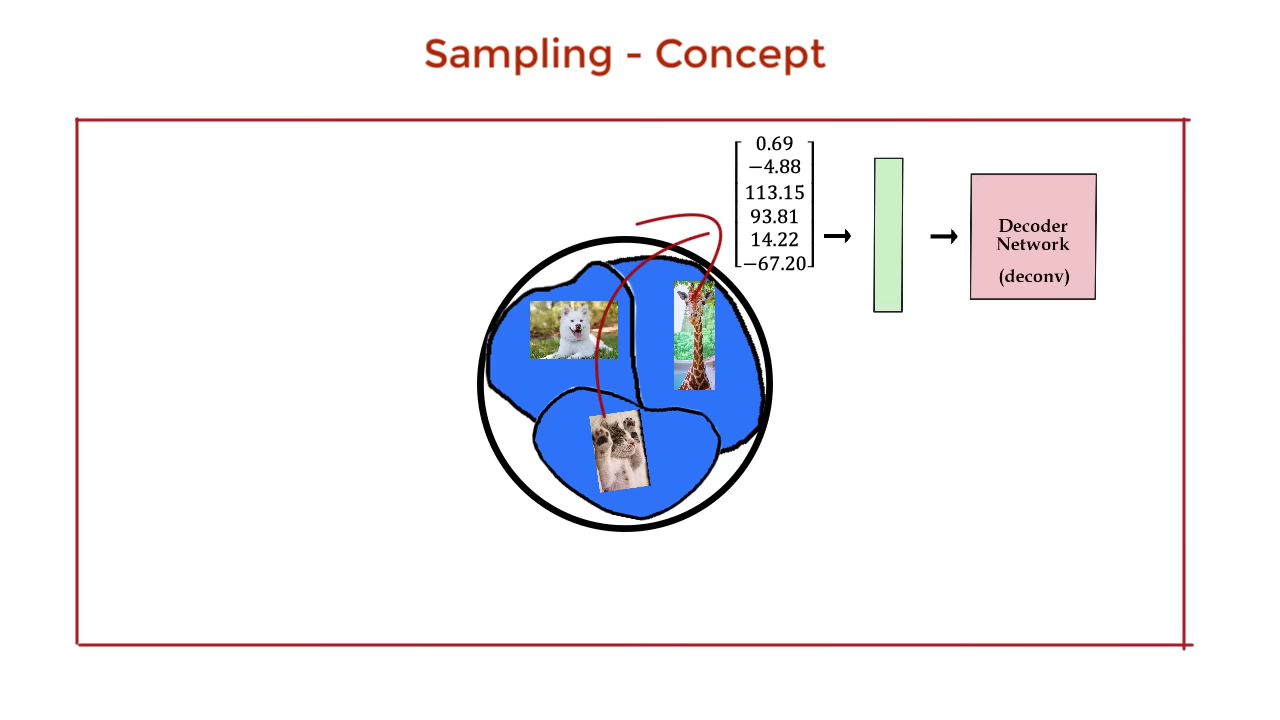 Sampling - Concept
0.69
−4.88
113.15
93.81
14.22
−67.20
Decoder
Network
(deconv)